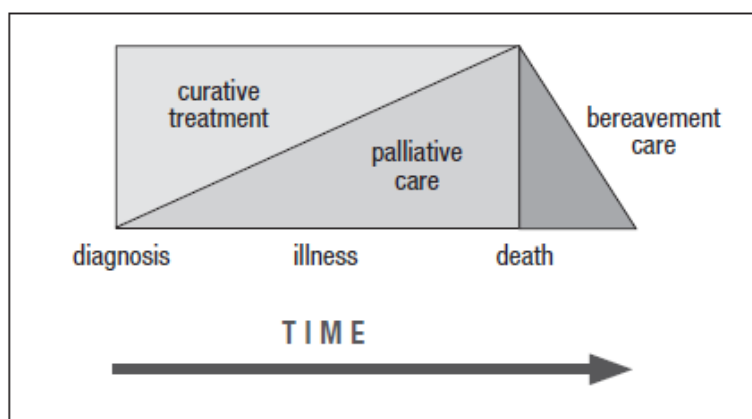 curative
treatment
palliative
care
bereavement
care
diagnosis
illness
death
TIME